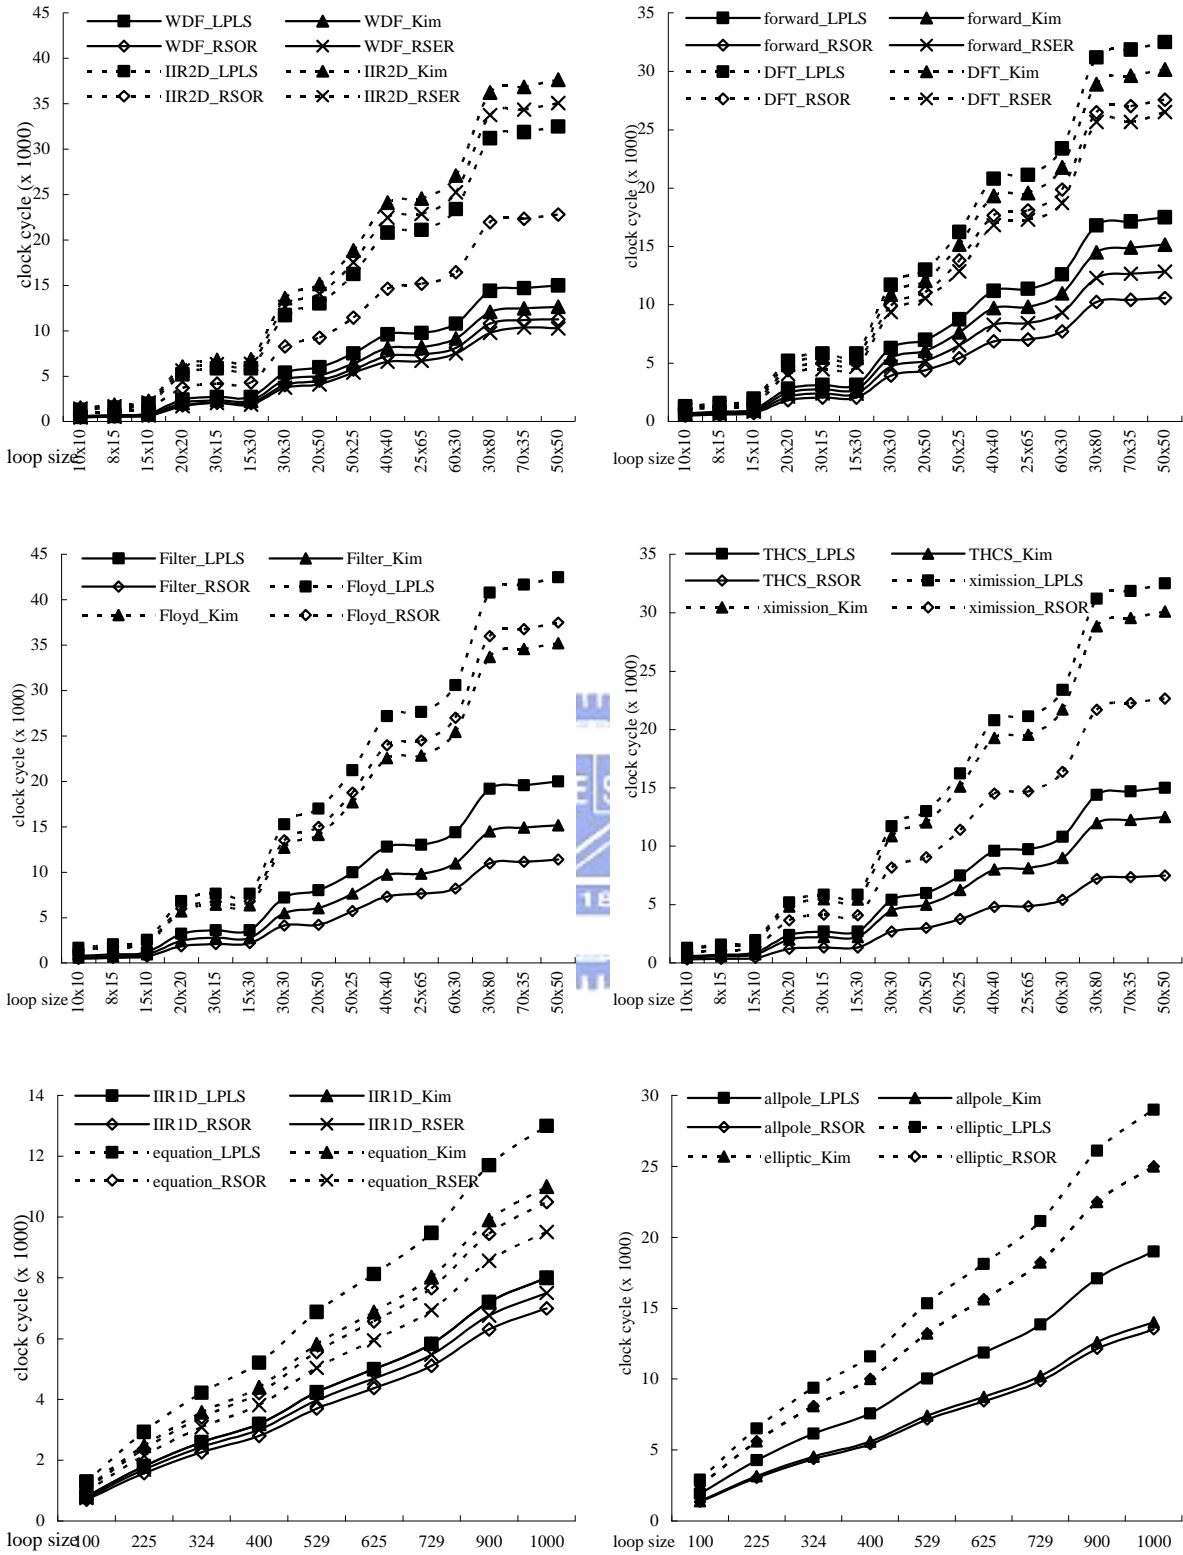 45
40
35
30
25
20
15
10
5
0
clock cycle (x 1000)
WDF_LPLS
WDF_Kim
WDF_RSOR
WDF_RSER
IIR2D_LPLS
IIR2D_Kim
IIR2D_RSOR
IIR2D_RSER
loop size
10x10
8x15
15x10
20x20
30x15
15x30
30x30
20x50
50x25
40x40
25x65
60x30
30x80
70x35
50x50
35
30
25
20
15
10
5
0
clock cycle (x 1000)
forward_LPLS
forward_Kim
forward_RSOR
forward_RSER
DFT_LPLS
DFT_Kim
DFT_RSOR
DFT_RSER
loop size
10x10
8x15
15x10
20x20
30x15
15x30
30x30
20x50
50x25
40x40
25x65
60x30
30x80
70x35
50x50
45
40
35
30
25
20
15
10
5
0
clock cycle (x 1000)
Filter_LPLS
Filter_Kim
Filter_RSOR
Floyd_LPLS
Floyd_Kim
Floyd_RSOR
loop size
10x10
8x15
15x10
20x20
30x15
15x30
30x30
20x50
50x25
40x40
25x65
60x30
30x80
70x35
50x50
35
30
25
20
15
10
5
0
clock cycle (x 1000)
THCS_LPLS
THCS_Kim
THCS_RSOR
ximission_LPLS
ximission_Kim
ximission_RSOR
loop size
10x10
8x15
15x10
20x20
30x15
15x30
30x30
20x50
50x25
40x40
25x65
60x30
30x80
70x35
50x50
14
12
10
8
6
4
2
0
clock cycle (x 1000)
IIR1D_LPLS
IIR1D_Kim
IIR1D_RSOR
IIR1D_RSER
equation_LPLS
equation_Kim
equation_RSOR
equation_RSER
loop size 100 225 324 400 529 625 729 900 1000
30
25
20
15
10
5
0
clock cycle (x 1000)
allpole_LPLS
allpole_Kim
allpole_RSOR
elliptic_LPLS
elliptic_Kim
elliptic_RSOR
loop size 100 225 324 400 529 625 729 900 1000